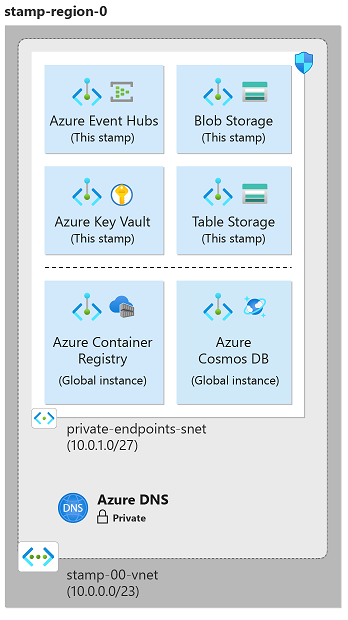 stamp-region-0
Azure Event Hubs
(This stamp)
Blob Storage
(This stamp)
Azure Key Vault
(This stamp)
Table Storage
(This stamp)
Azure Container
Registry
(Global instance)
Azure
Cosmos DB
(Global instance)
private-endpoints-snet
(10.0.1.0/27)
DNS
Azure DNS
Private
stamp-00-vnet
(10.0.0.0/23)